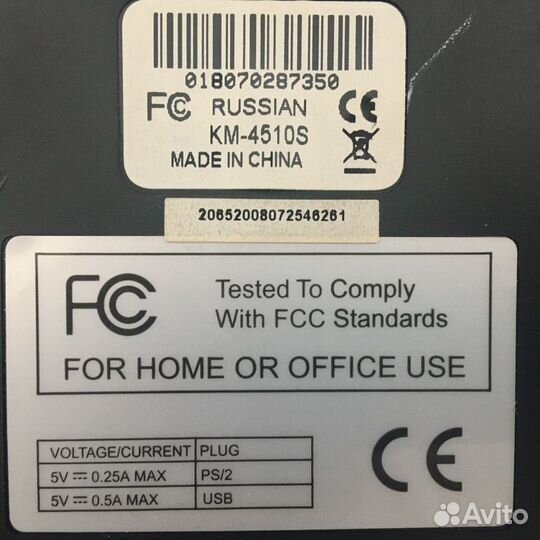 018070287350
FC RUSSIAN CE
KM-4510S
MADE IN CHINA
20652008072546261
FC Tested To Comply
With FCC Standards
FOR HOME OR OFFICE USE
VOLTAGE/CURRENT PLUG
5V ⎓ 0.25A MAX PS/2
5V ⎓ 0.5A MAX USB
CE
Avito